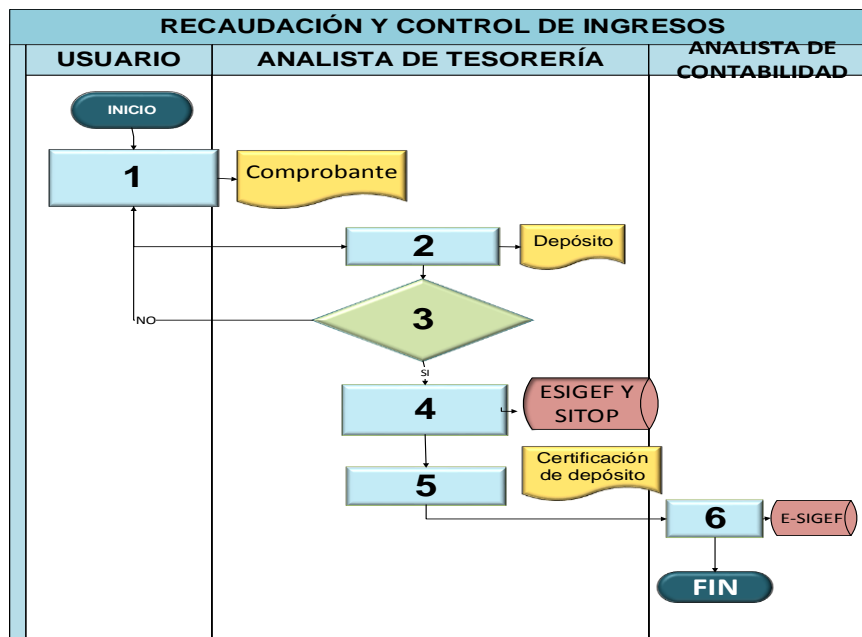 RECAUDACIÓN Y CONTROL DE INGRESOS
USUARIO
ANALISTA DE TESORERÍA
ANALISTA DE
CONTABILIDAD
INICIO
1
Comprobante
2
Depósito
3
NO
SI
4
ESIGEF Y
SITOP
5
Certificación
de depósito
6
E-SIGEF
FIN